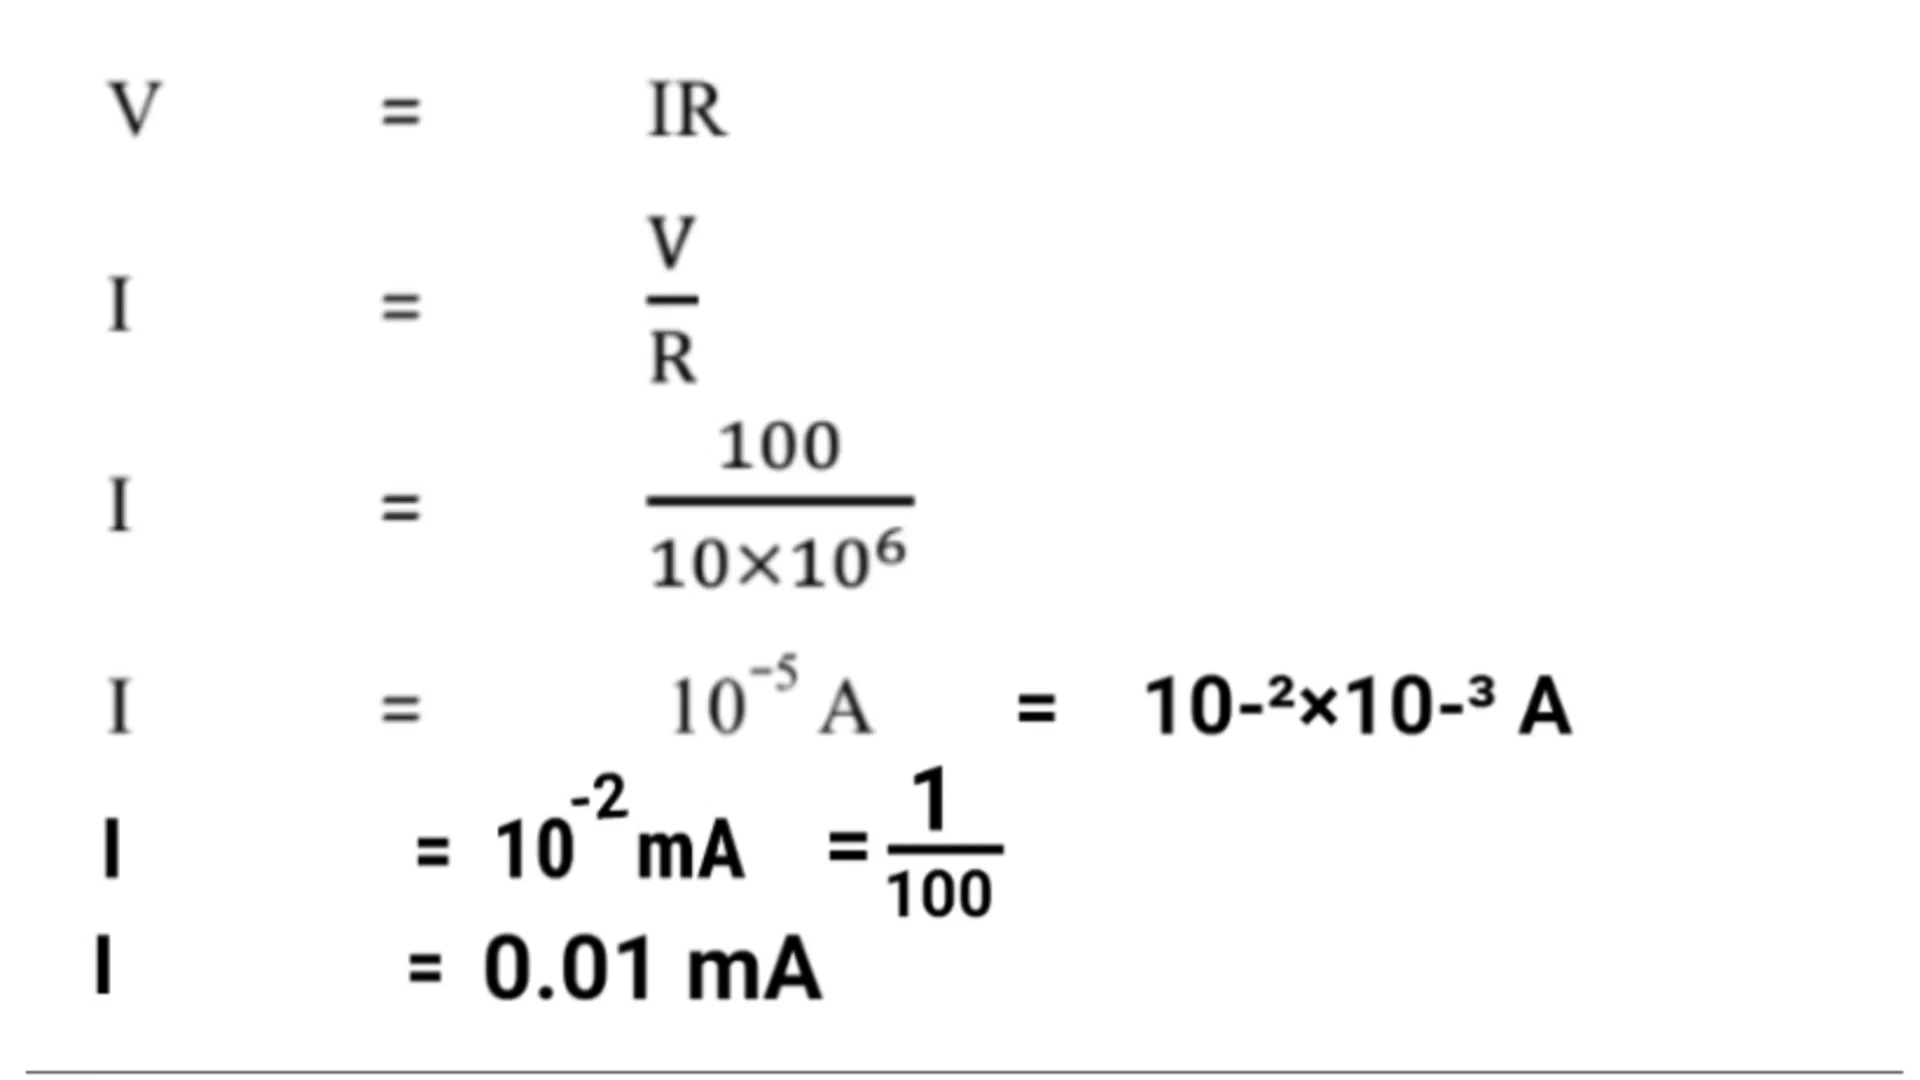 V = IR
I = V/R
I = 100/10×10⁶
I = 10⁻⁵ A = 10-²×10-³ A
I = 10⁻² mA = 1/100
I = 0.01 mA